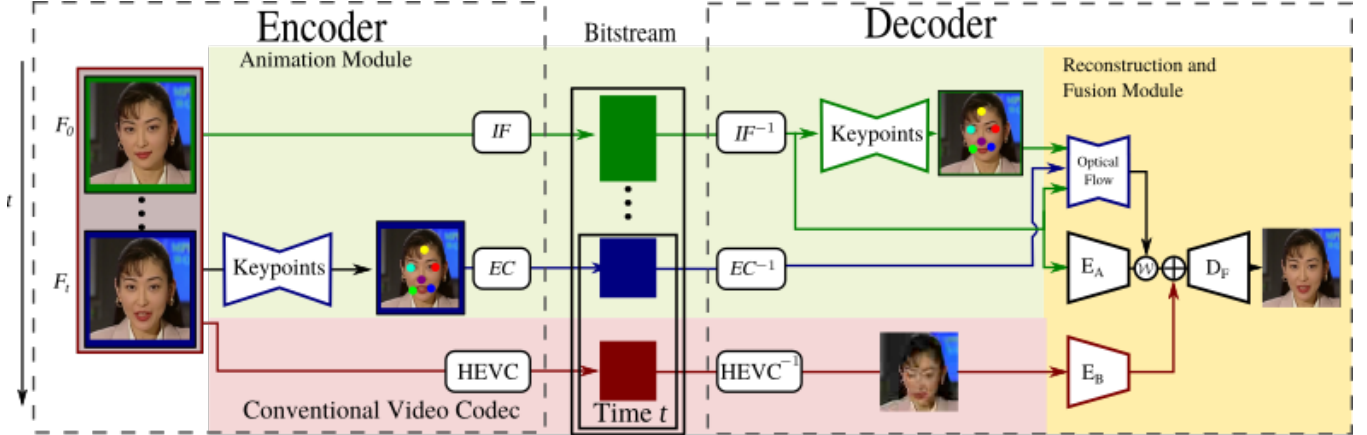 Encoder
Bitstream
Decoder
Animation Module
Reconstruction and
Fusion Module
t
F0
IF
IF−1
Keypoints
Optical
Flow
Ft
Keypoints
EC
EC−1
EA
W
DF
HEVC
HEVC−1
EB
Conventional Video Codec
Time t